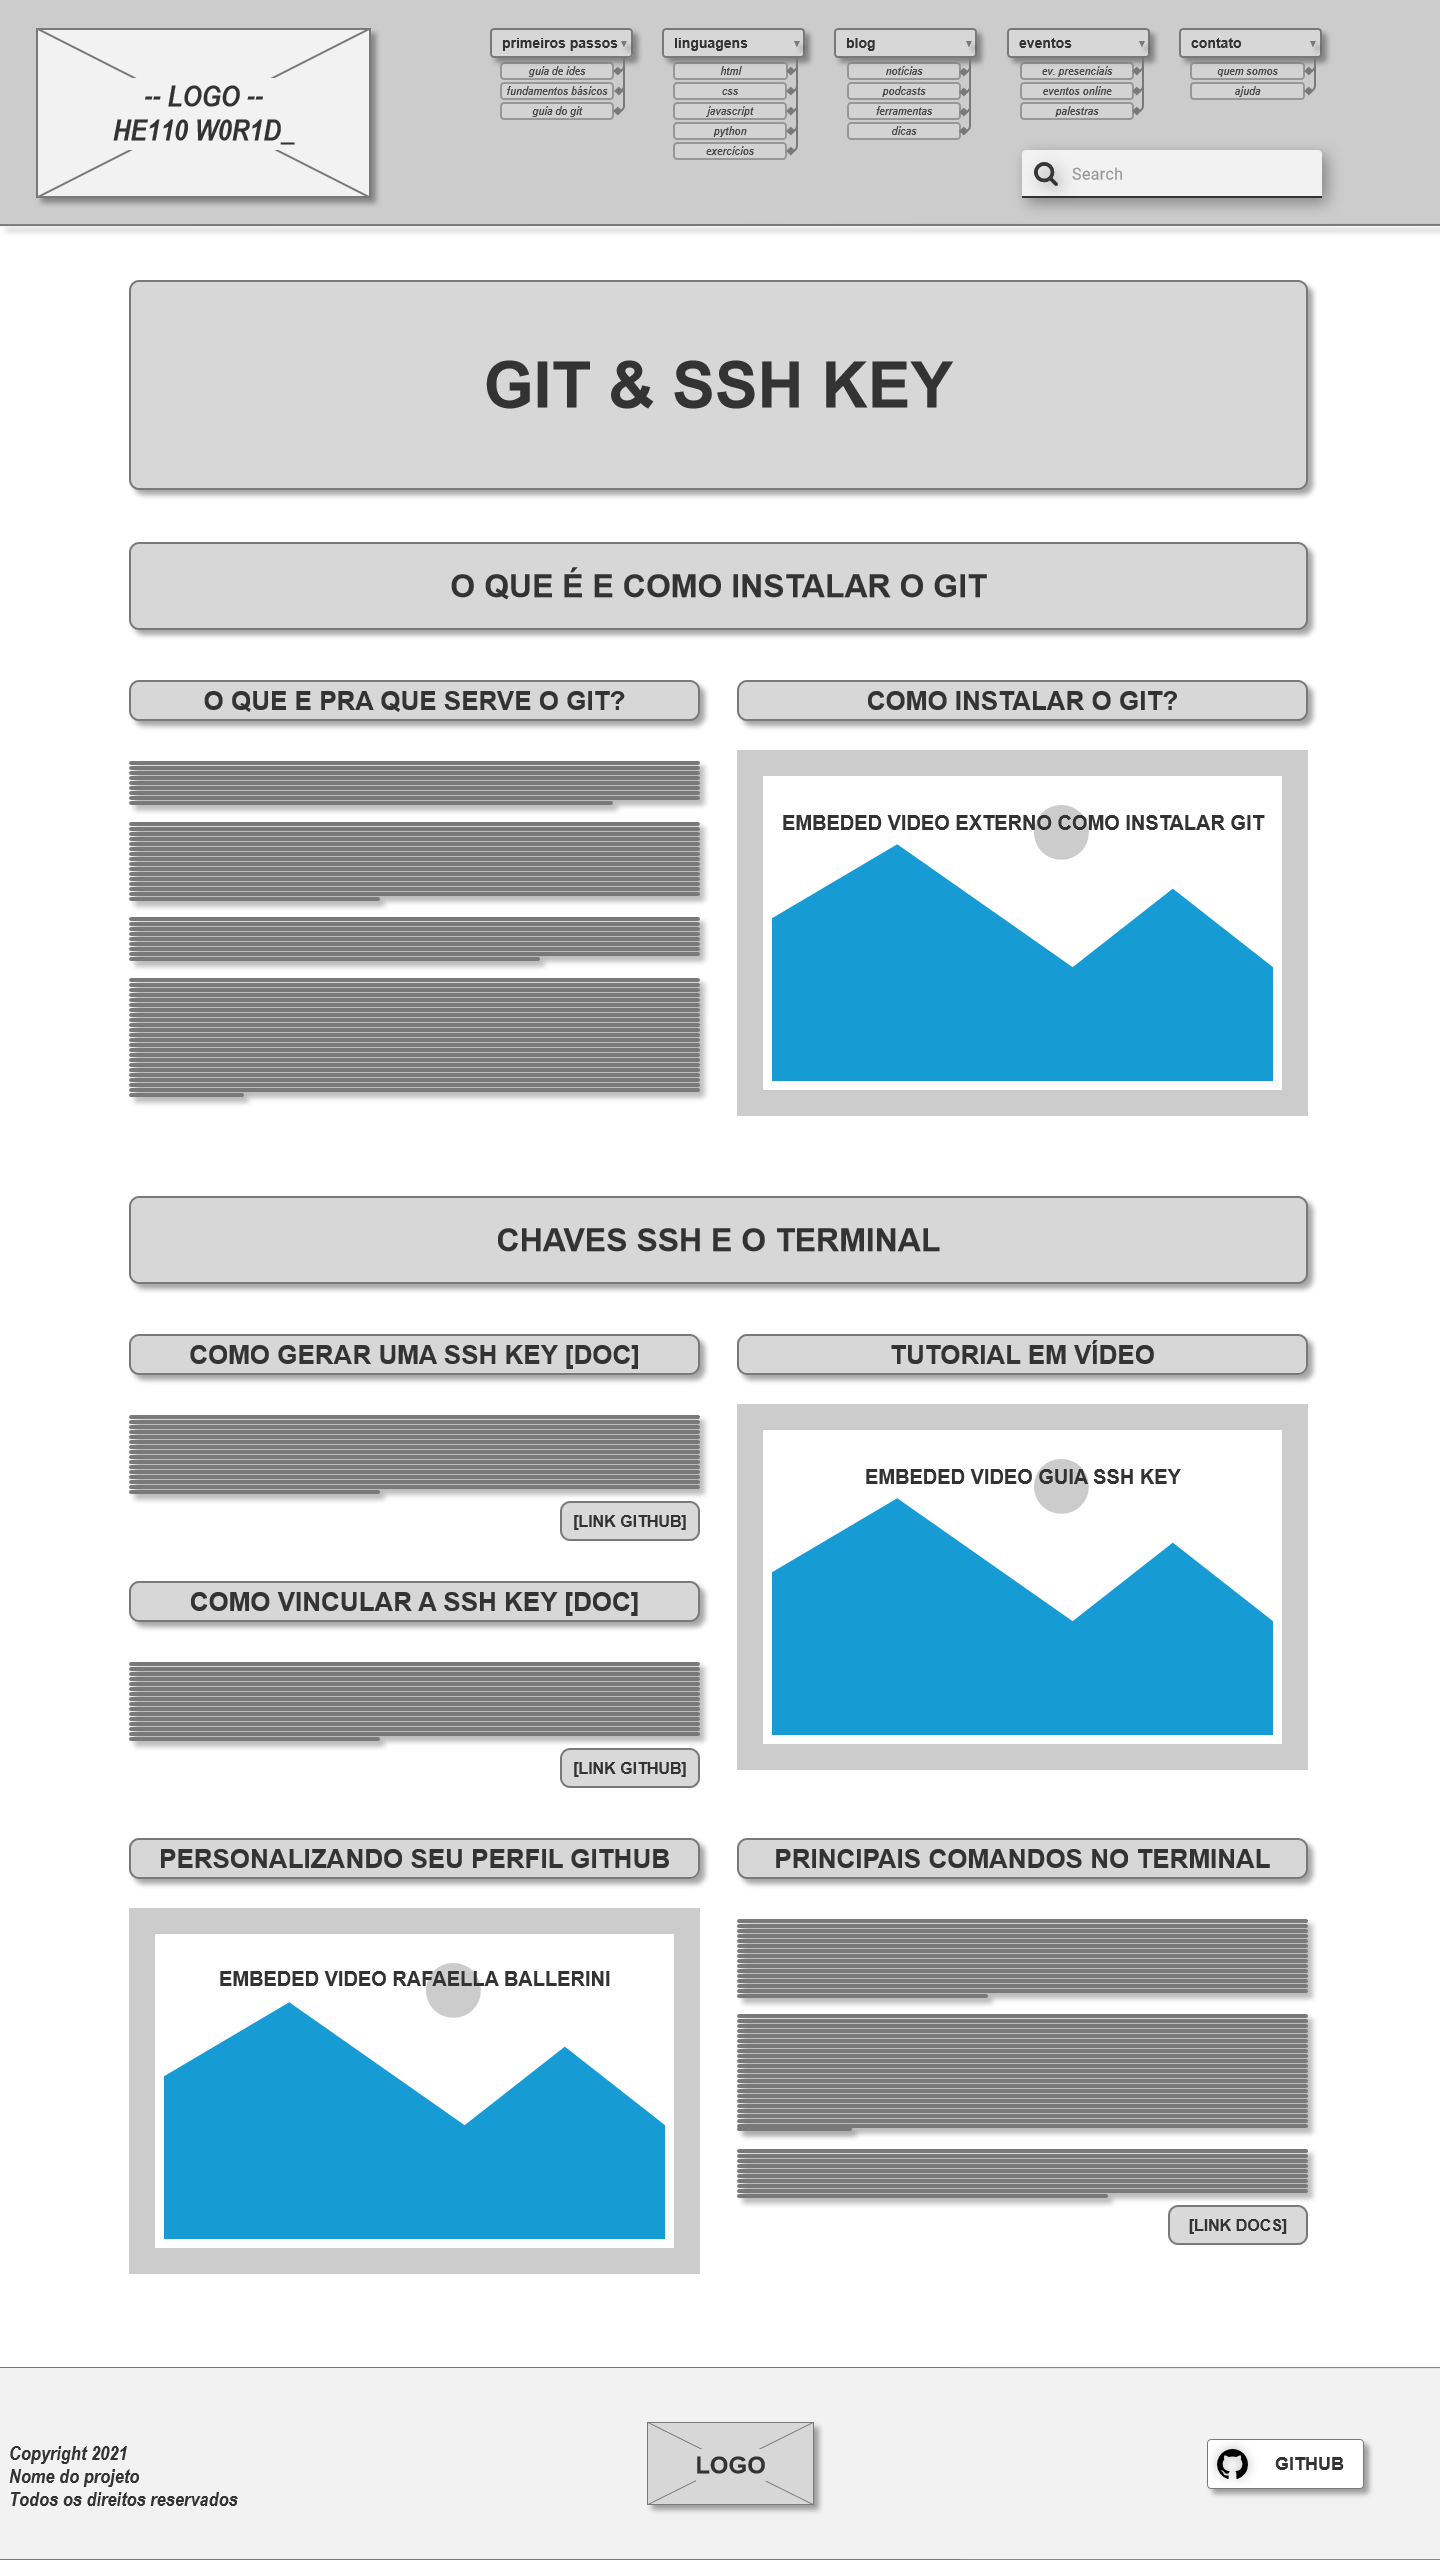 -- LOGO --
HE110 W0R1D_
primeiros passos ▾
guia de ides
fundamentos básicos
guia do git
linguagens ▾
html
css
javascript
python
exercícios
blog ▾
notícias
podcasts
ferramentas
dicas
eventos ▾
ev. presenciais
eventos online
palestras
contato ▾
quem somos
ajuda
Search
GIT & SSH KEY
O QUE É E COMO INSTALAR O GIT
O QUE E PRA QUE SERVE O GIT?
COMO INSTALAR O GIT?
EMBEDED VIDEO EXTERNO COMO INSTALAR GIT
CHAVES SSH E O TERMINAL
COMO GERAR UMA SSH KEY [DOC]
[LINK GITHUB]
TUTORIAL EM VÍDEO
EMBEDED VIDEO GUIA SSH KEY
COMO VINCULAR A SSH KEY [DOC]
[LINK GITHUB]
PERSONALIZANDO SEU PERFIL GITHUB
EMBEDED VIDEO RAFAELLA BALLERINI
PRINCIPAIS COMANDOS NO TERMINAL
[LINK DOCS]
Copyright 2021
Nome do projeto
Todos os direitos reservados
LOGO
GITHUB